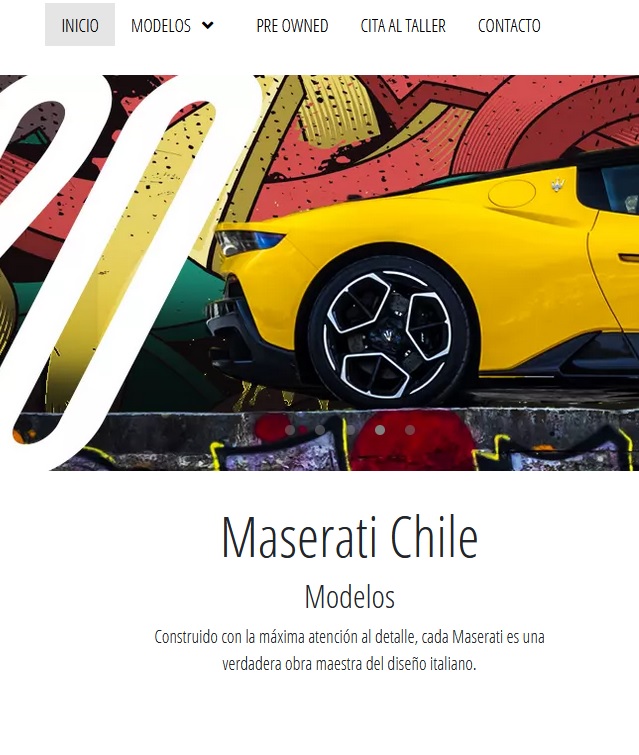 INICIO
MODELOS
PRE OWNED
CITA AL TALLER
CONTACTO
Maserati Chile
Modelos
Construido con la máxima atención al detalle, cada Maserati es una
verdadera obra maestra del diseño italiano.